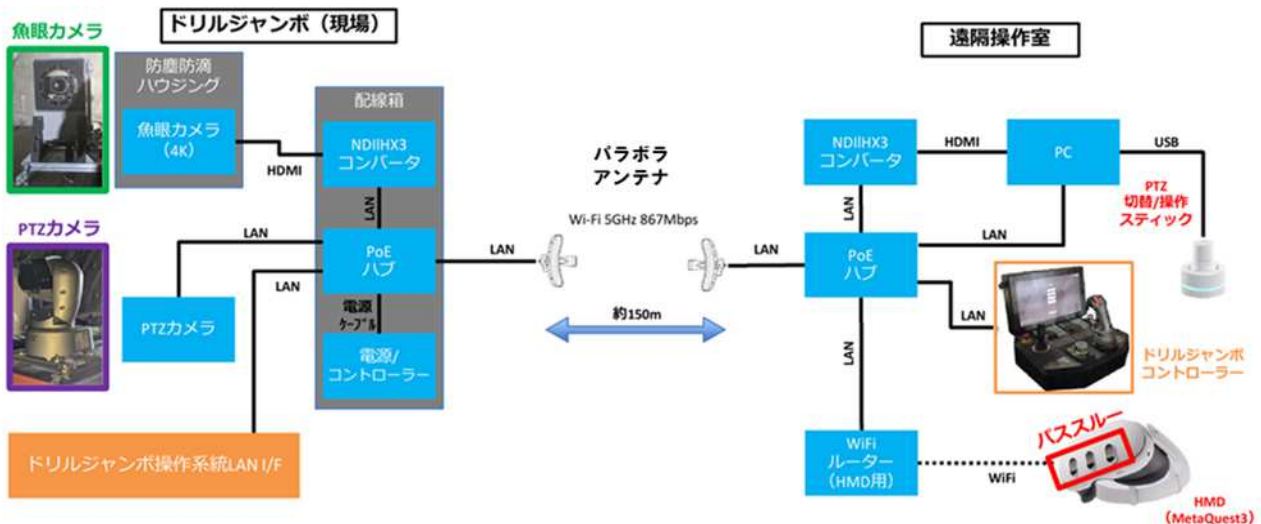 ドリルジャンボ（現場）
遠隔操作室
魚眼カメラ
防塵防滴
ハウジング
魚眼カメラ
（4K）
HDMI
配線箱
NDIIHX3
コンバータ
LAN
PTZカメラ
LAN
LAN
PoE
ハブ
LAN
PTZカメラ
電源
ｹｰﾌﾞﾙ
電源/
コントローラー
ドリルジャンボ操作系統LAN I/F
パラボラ
アンテナ
Wi-Fi 5GHz 867Mbps
約150m
NDIIHX3
コンバータ
HDMI
PC
USB
PTZ
切替/操作
スティック
LAN
LAN
LAN
PoE
ハブ
LAN
ドリルジャンボ
コントローラー
LAN
WiFi
ルーター
（HMD用）
WiFi
パススルー
HMD
（MetaQuest3）